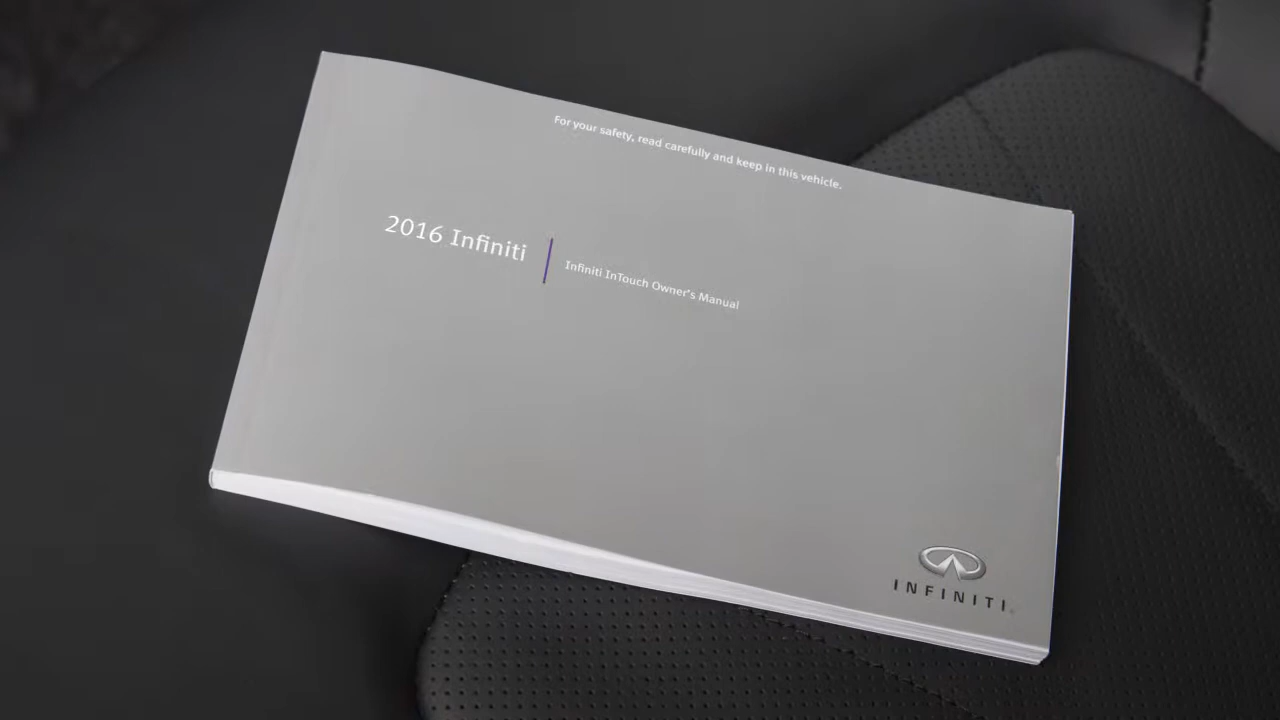 For your safety, read carefully and keep in this vehicle.
2016 Infiniti
Infiniti InTouch Owner's Manual
INFINITI